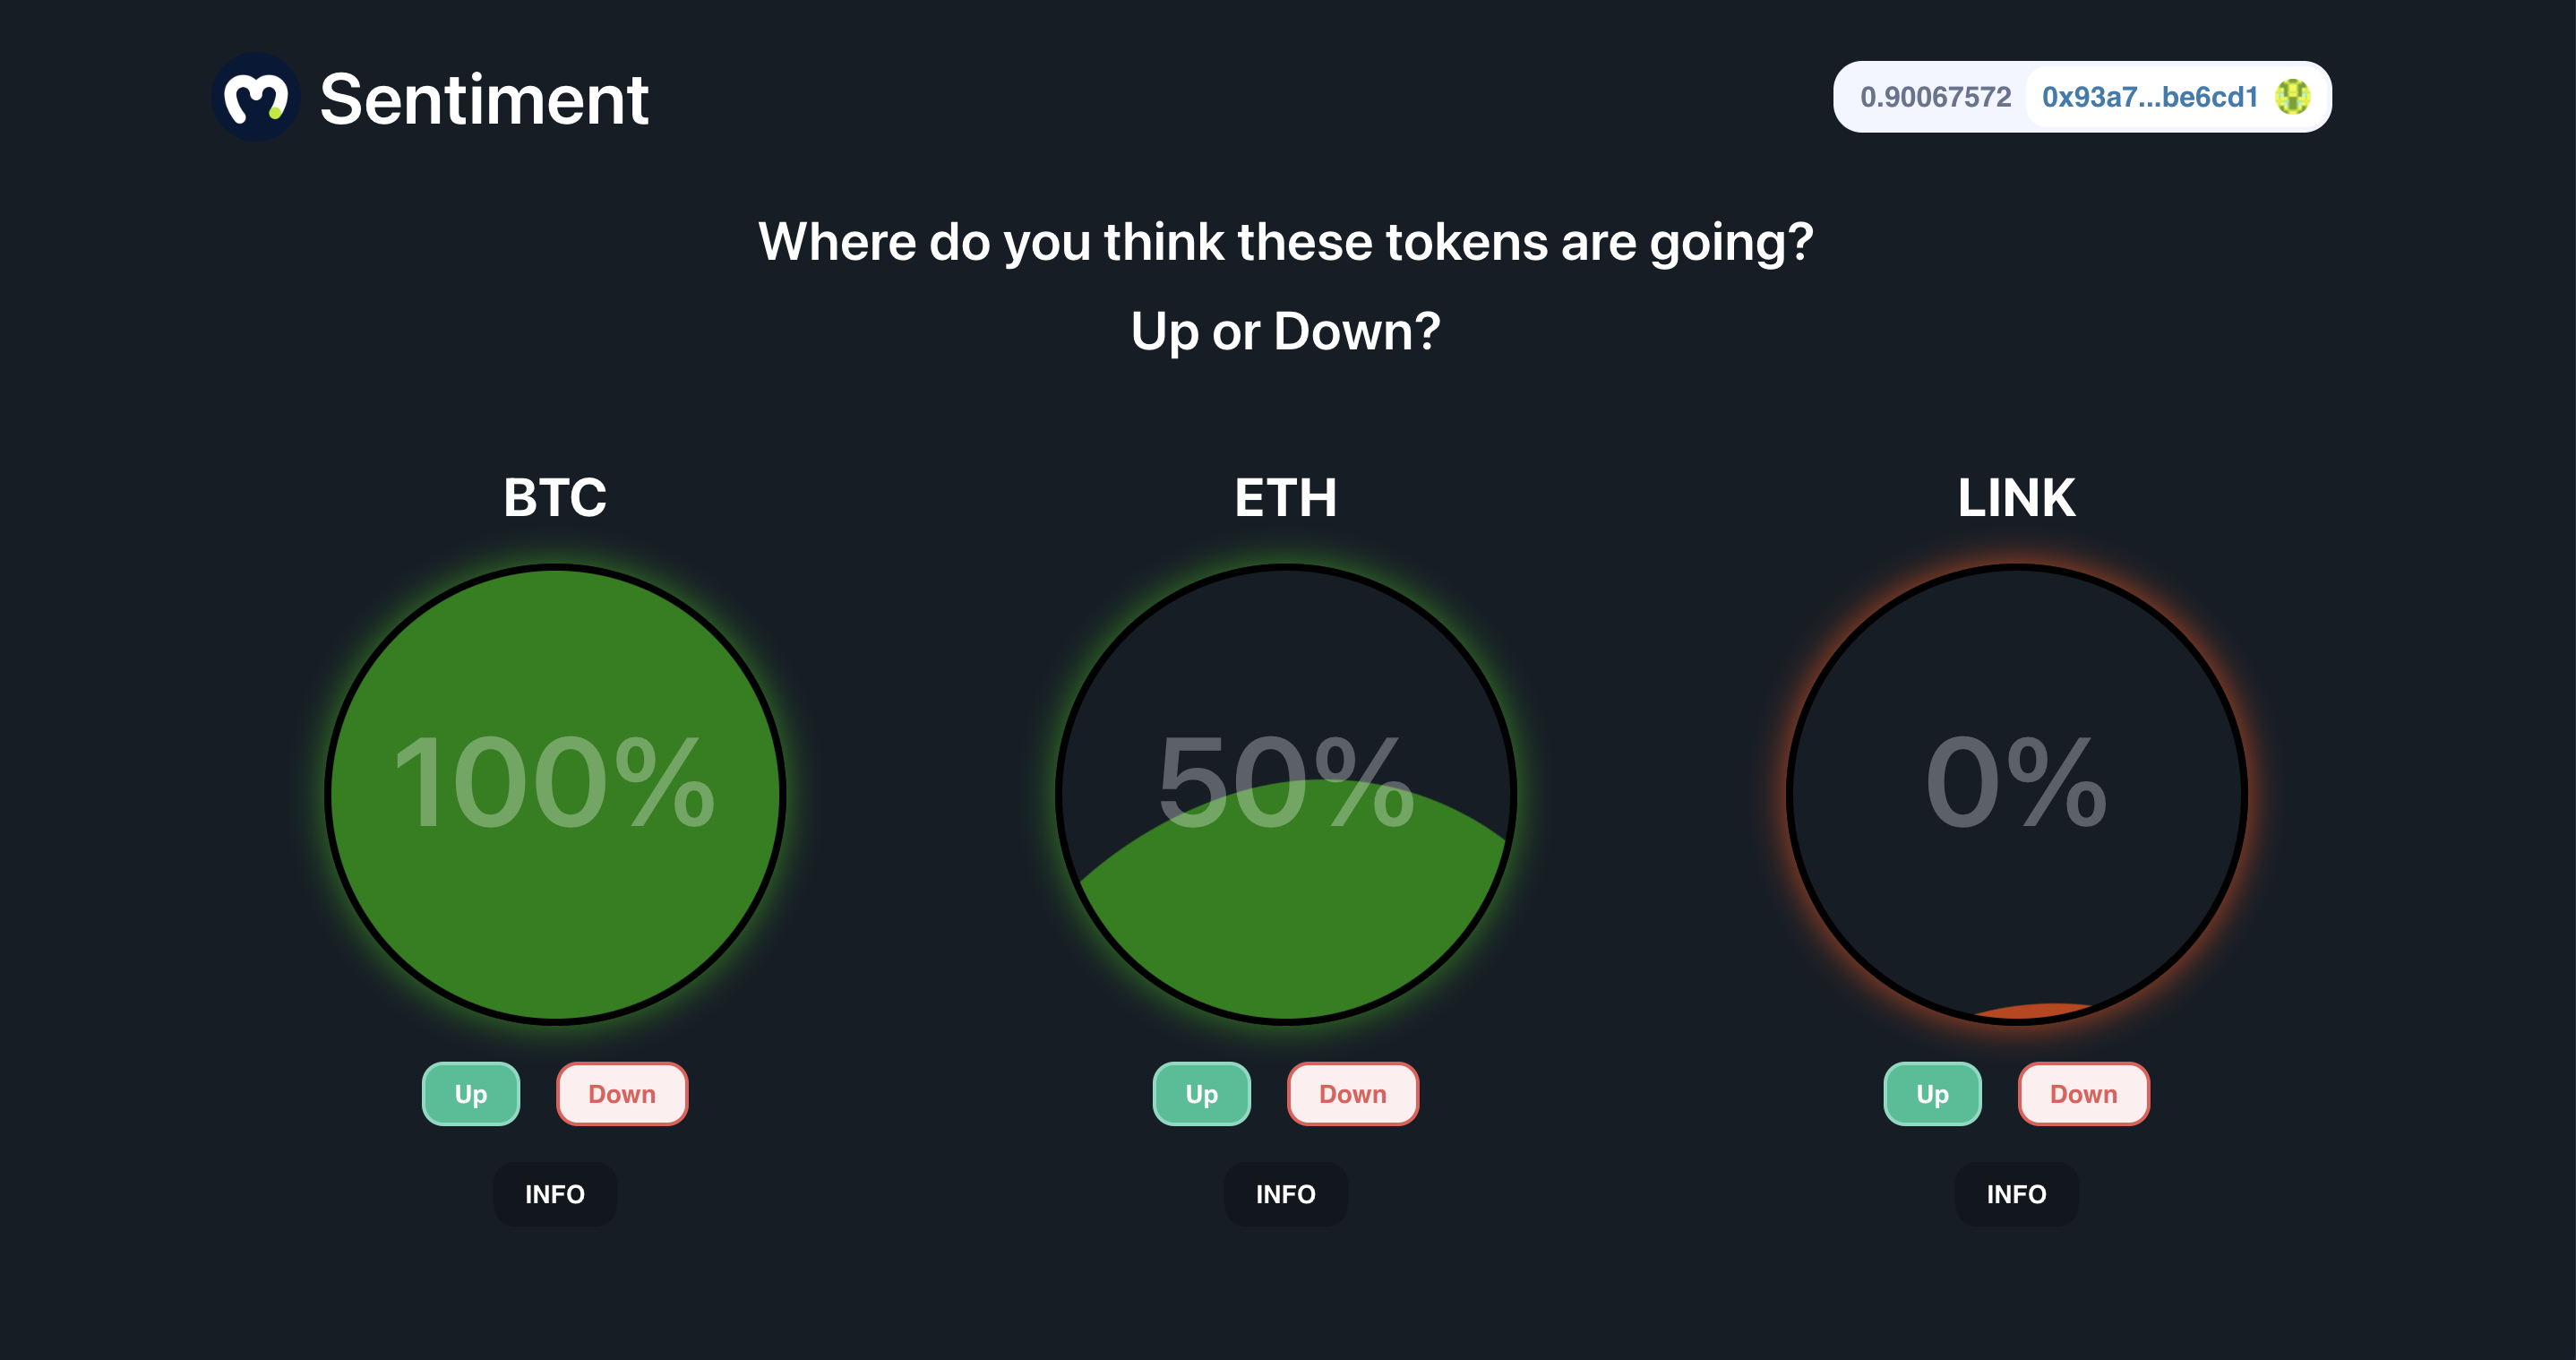 Sentiment
0.90067572 0x93a7...be6cd1
Where do you think these tokens are going?
Up or Down?
BTC
ETH
LINK
100%
50%
0%
Up Down
Up Down
Up Down
INFO
INFO
INFO